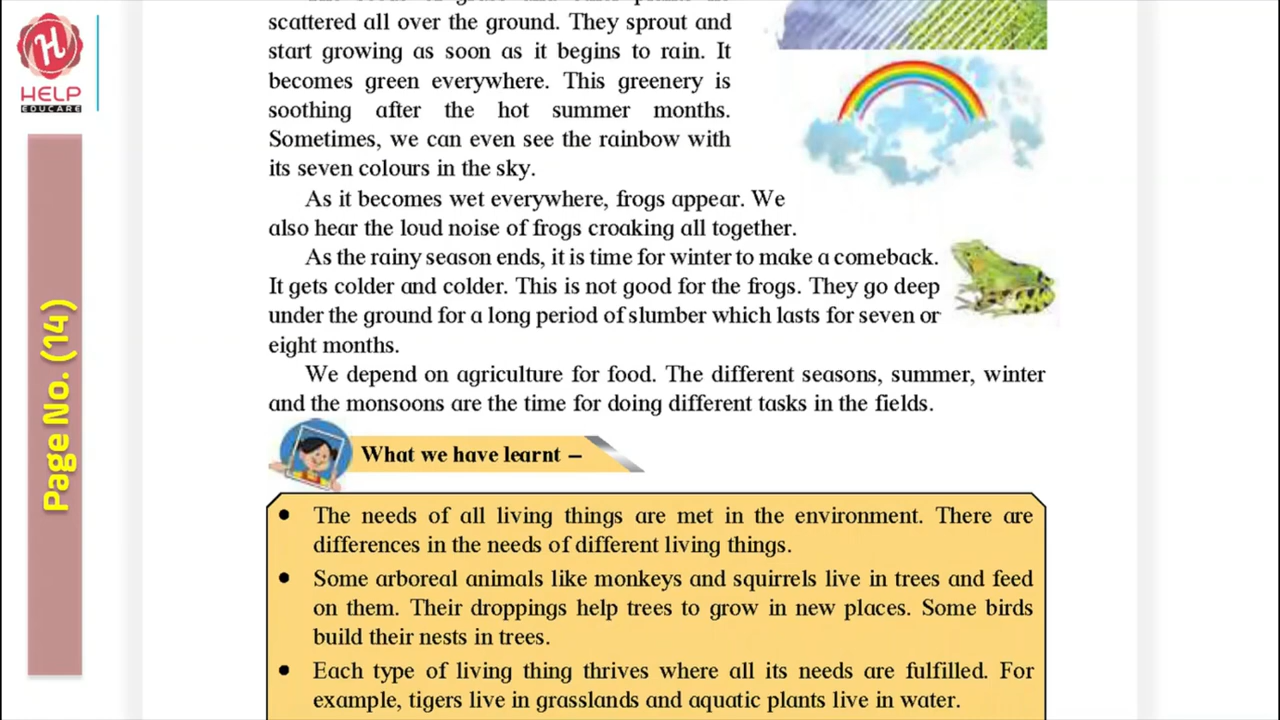 HELP
EDUCARE
Page No. (14)
scattered all over the ground. They sprout and
start growing as soon as it begins to rain. It
becomes green everywhere. This greenery is
soothing after the hot summer months.
Sometimes, we can even see the rainbow with
its seven colours in the sky.
As it becomes wet everywhere, frogs appear. We
also hear the loud noise of frogs croaking all together.
As the rainy season ends, it is time for winter to make a comeback.
It gets colder and colder. This is not good for the frogs. They go deep
under the ground for a long period of slumber which lasts for seven or
eight months.
We depend on agriculture for food. The different seasons, summer, winter
and the monsoons are the time for doing different tasks in the fields.
What we have learnt –
• The needs of all living things are met in the environment. There are
differences in the needs of different living things.
• Some arboreal animals like monkeys and squirrels live in trees and feed
on them. Their droppings help trees to grow in new places. Some birds
build their nests in trees.
• Each type of living thing thrives where all its needs are fulfilled. For
example, tigers live in grasslands and aquatic plants live in water.